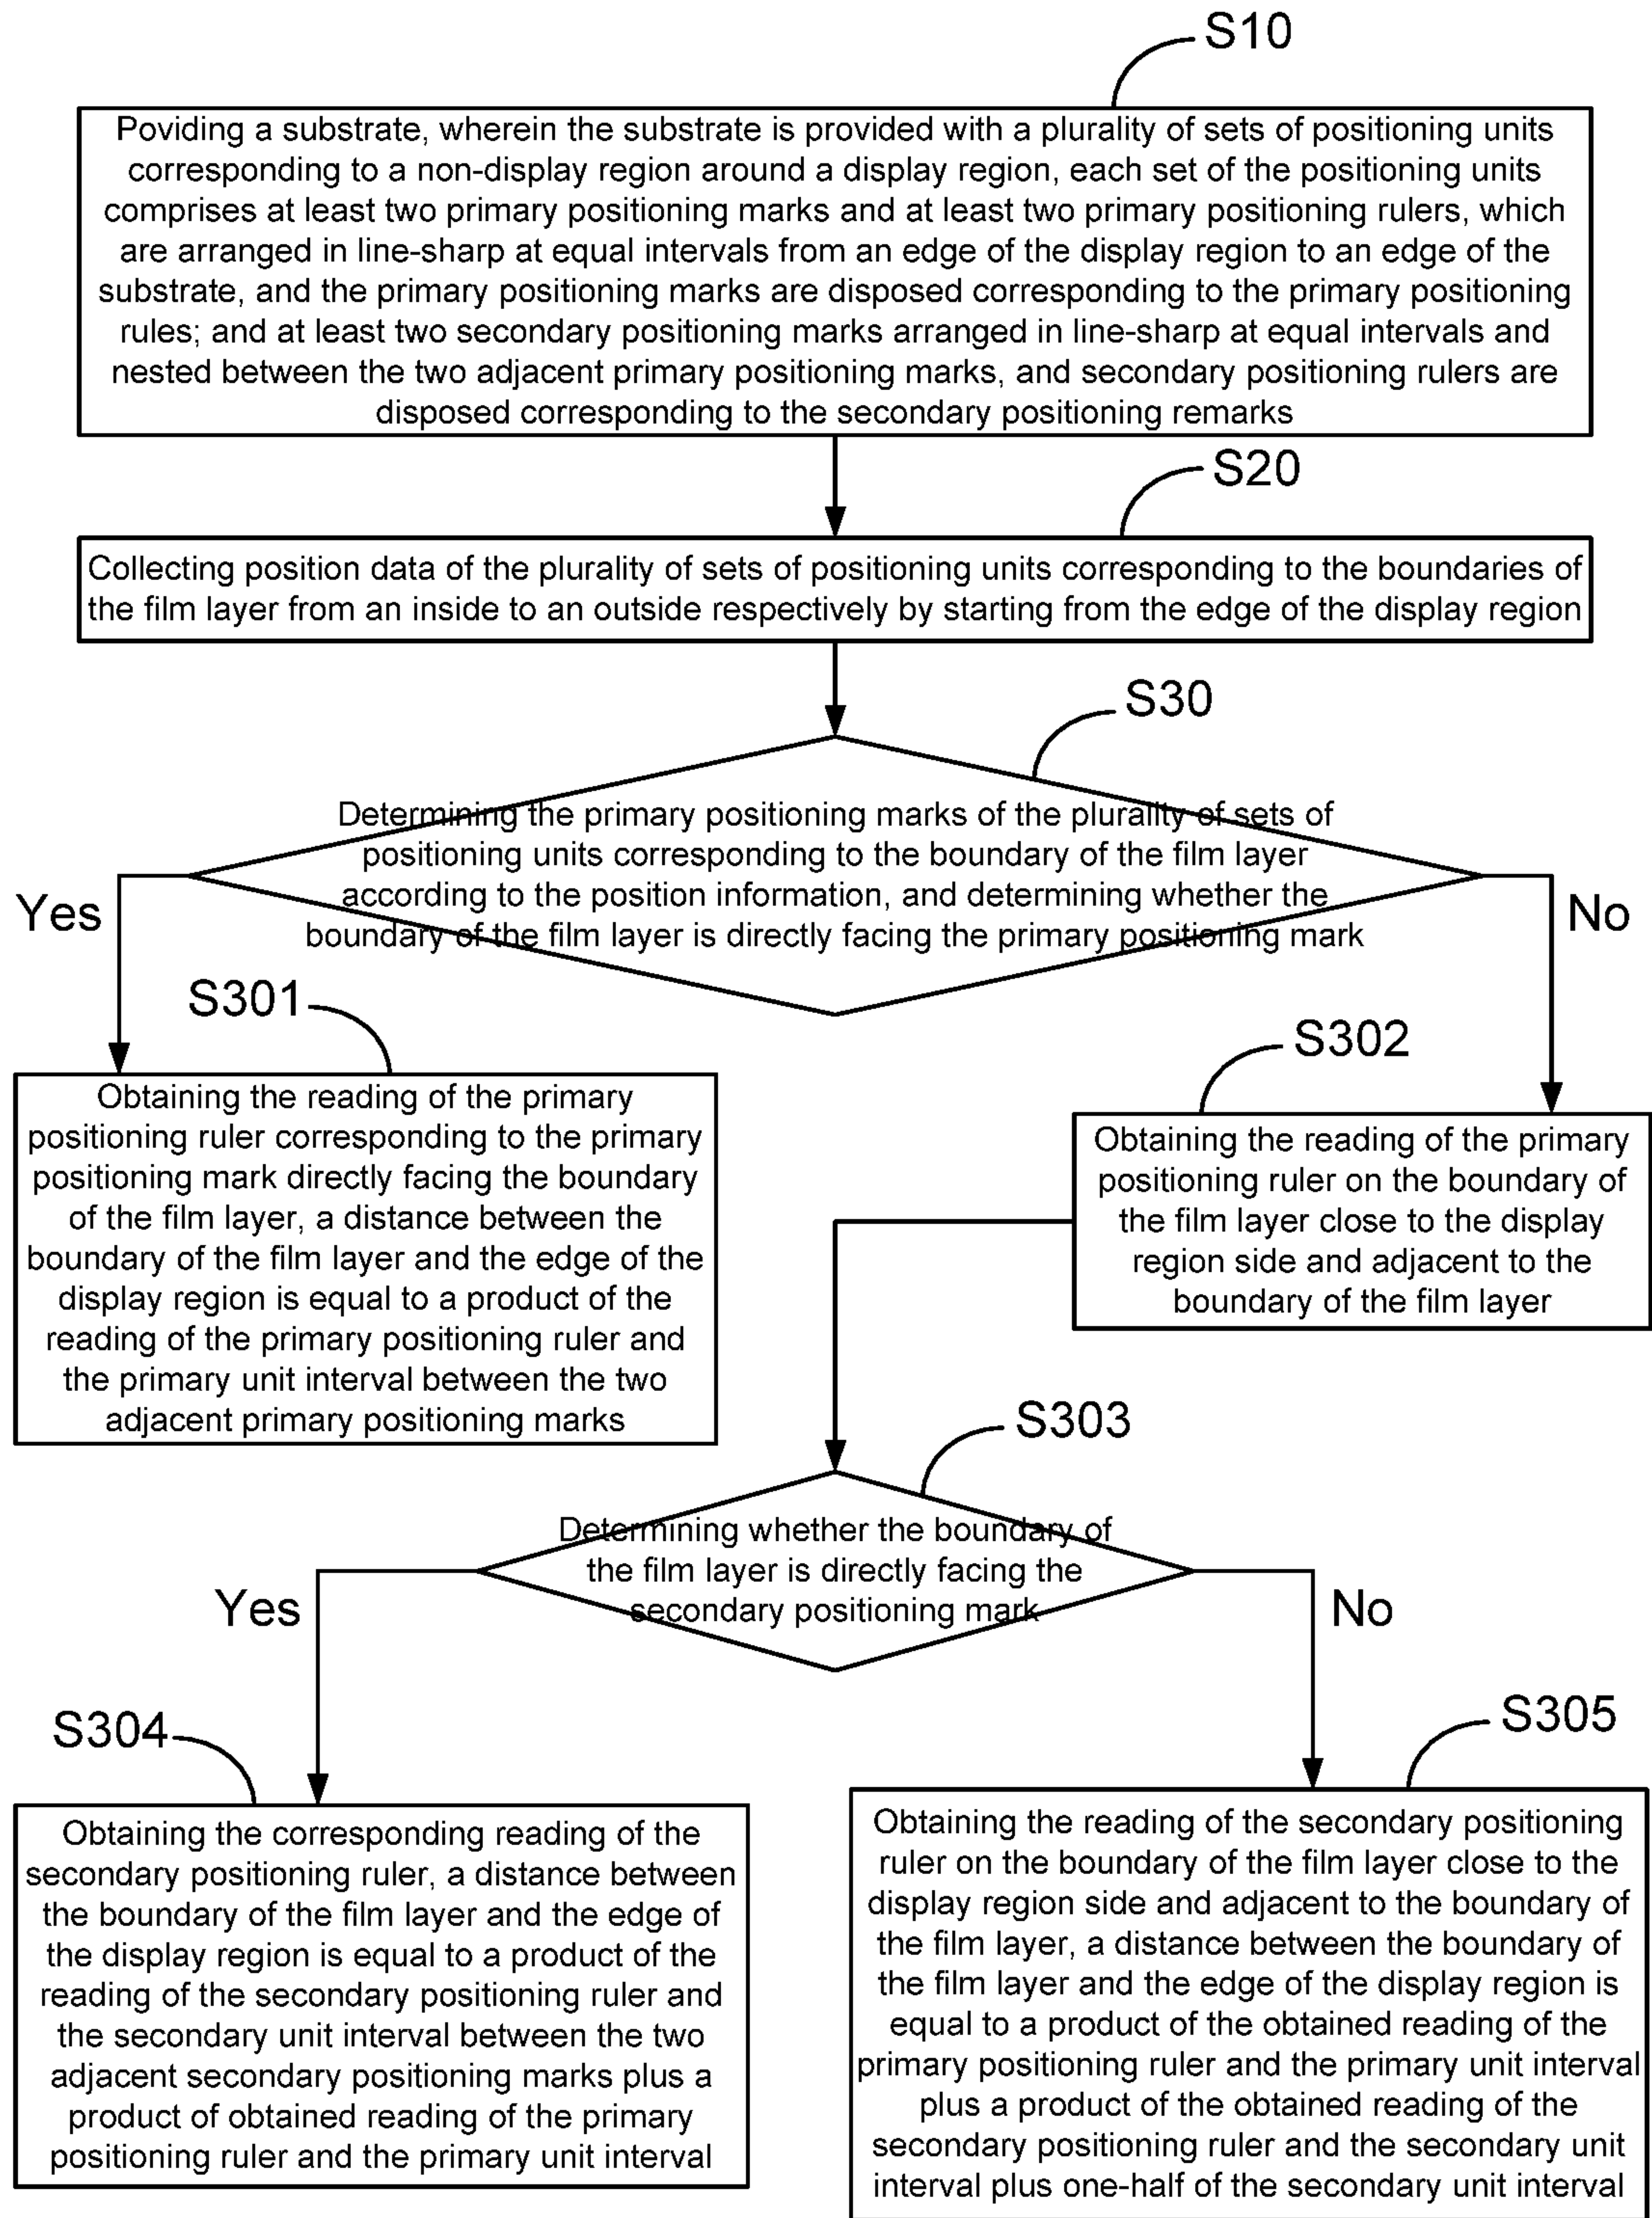 S10
Poviding a substrate, wherein the substrate is provided with a plurality of sets of positioning units
corresponding to a non-display region around a display region, each set of the positioning units
comprises at least two primary positioning marks and at least two primary positioning rulers, which
are arranged in line-sharp at equal intervals from an edge of the display region to an edge of the
substrate, and the primary positioning marks are disposed corresponding to the primary positioning
rules; and at least two secondary positioning marks arranged in line-sharp at equal intervals and
nested between the two adjacent primary positioning marks, and secondary positioning rulers are
disposed corresponding to the secondary positioning remarks
S20
Collecting position data of the plurality of sets of positioning units corresponding to the boundaries of
the film layer from an inside to an outside respectively by starting from the edge of the display region
S30
Determining the primary positioning marks of the plurality of sets of
positioning units corresponding to the boundary of the film layer
according to the position information, and determining whether the
boundary of the film layer is directly facing the primary positioning mark
Yes
No
S301
Obtaining the reading of the primary
positioning ruler corresponding to the primary
positioning mark directly facing the boundary
of the film layer, a distance between the
boundary of the film layer and the edge of the
display region is equal to a product of the
reading of the primary positioning ruler and
the primary unit interval between the two
adjacent primary positioning marks
S302
Obtaining the reading of the primary
positioning ruler on the boundary of
the film layer close to the display
region side and adjacent to the
boundary of the film layer
S303
Determining whether the boundary of
the film layer is directly facing the
secondary positioning mark
Yes
No
S304
Obtaining the corresponding reading of the
secondary positioning ruler, a distance between
the boundary of the film layer and the edge of
the display region is equal to a product of the
reading of the secondary positioning ruler and
the secondary unit interval between the two
adjacent secondary positioning marks plus a
product of obtained reading of the primary
positioning ruler and the primary unit interval
S305
Obtaining the reading of the secondary positioning
ruler on the boundary of the film layer close to the
display region side and adjacent to the boundary of
the film layer, a distance between the boundary of
the film layer and the edge of the display region is
equal to a product of the obtained reading of the
primary positioning ruler and the primary unit interval
plus a product of the obtained reading of the
secondary positioning ruler and the secondary unit
interval plus one-half of the secondary unit interval